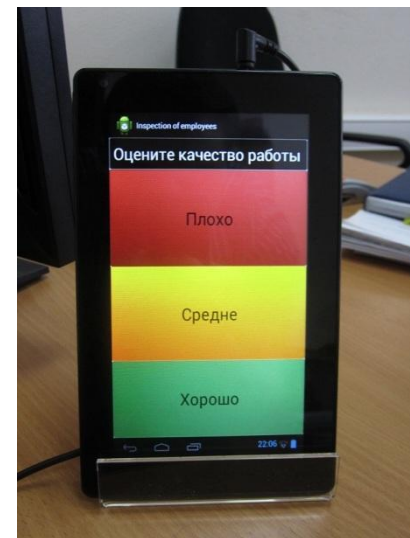 Inspection of employees
Оцените качество работы
Плохо
Средне
Хорошо
22:06